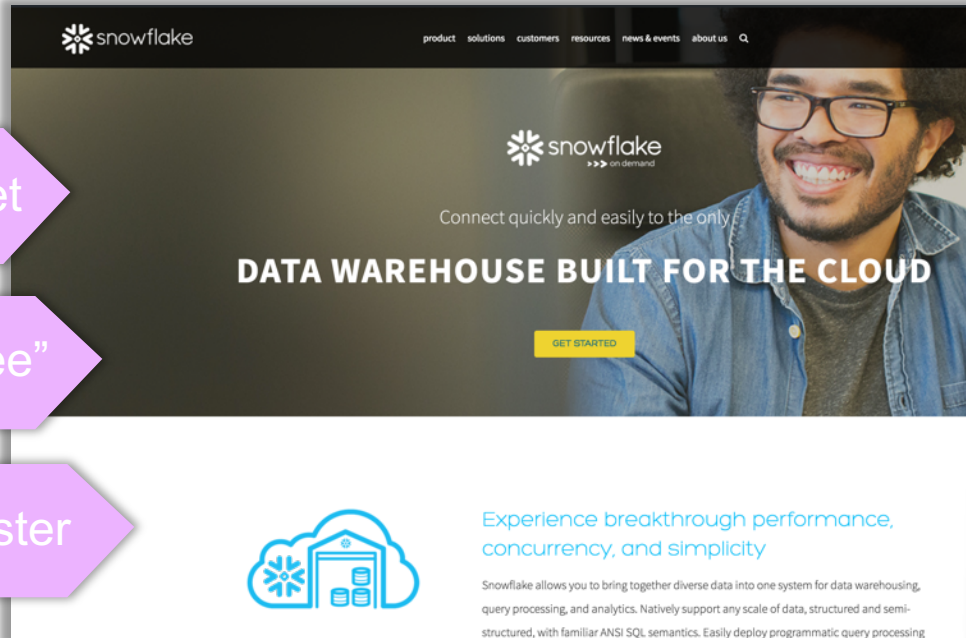 snowflake
product solutions customers resources news & events about us
snowflake
>>> on demand
Connect quickly and easily to the only
DATA WAREHOUSE BUILT FOR THE CLOUD
GET STARTED
Experience breakthrough performance,
concurrency, and simplicity
Snowflake allows you to bring together diverse data into one system for data warehousing,
query processing, and analytics. Natively support any scale of data, structured and semi-
structured, with familiar ANSI SQL semantics. Easily deploy programmatic query processing